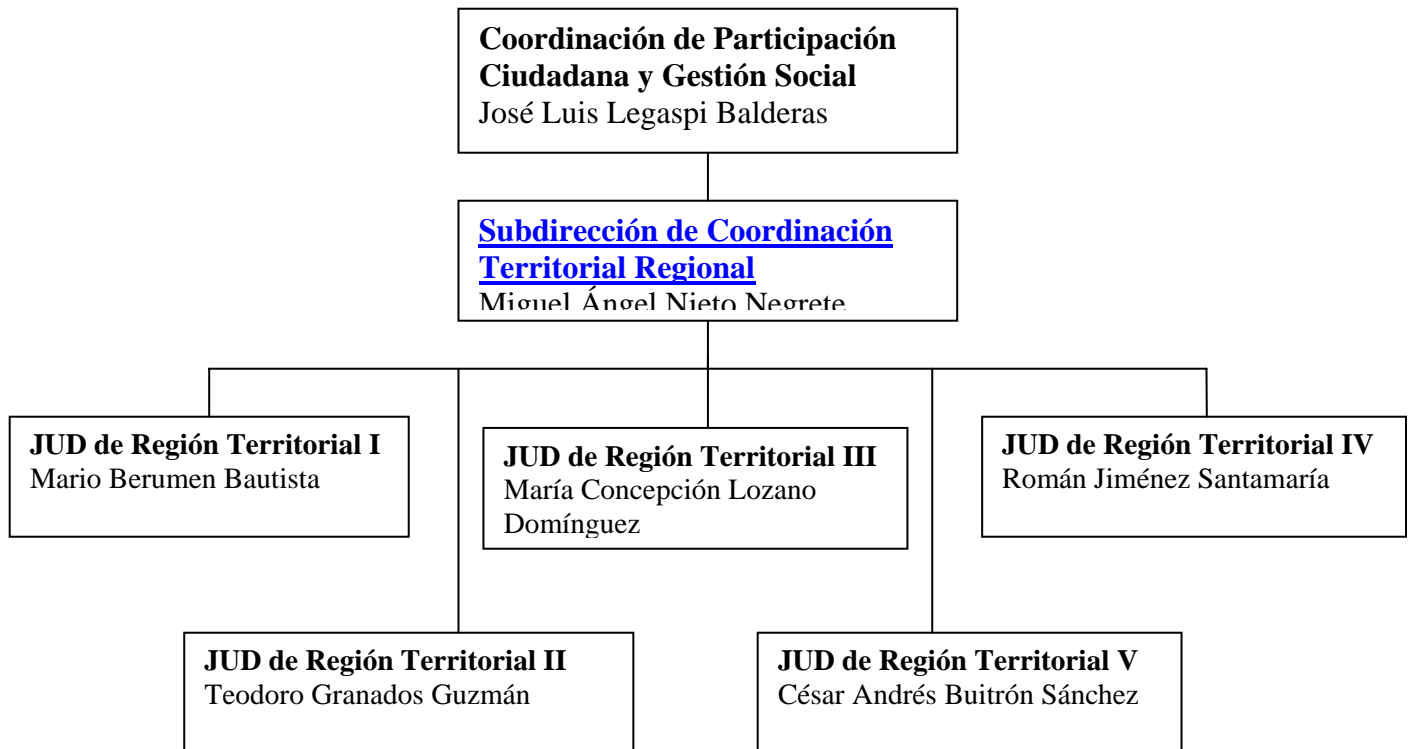 Coordinación de Participación
Ciudadana y Gestión Social
José Luis Legaspi Balderas
Subdirección de Coordinación
Territorial Regional
Miguel Ángel Nieto Negrete
JUD de Región Territorial I
Mario Berumen Bautista
JUD de Región Territorial III
María Concepción Lozano
Domínguez
JUD de Región Territorial IV
Román Jiménez Santamaría
JUD de Región Territorial II
Teodoro Granados Guzmán
JUD de Región Territorial V
César Andrés Buitrón Sánchez